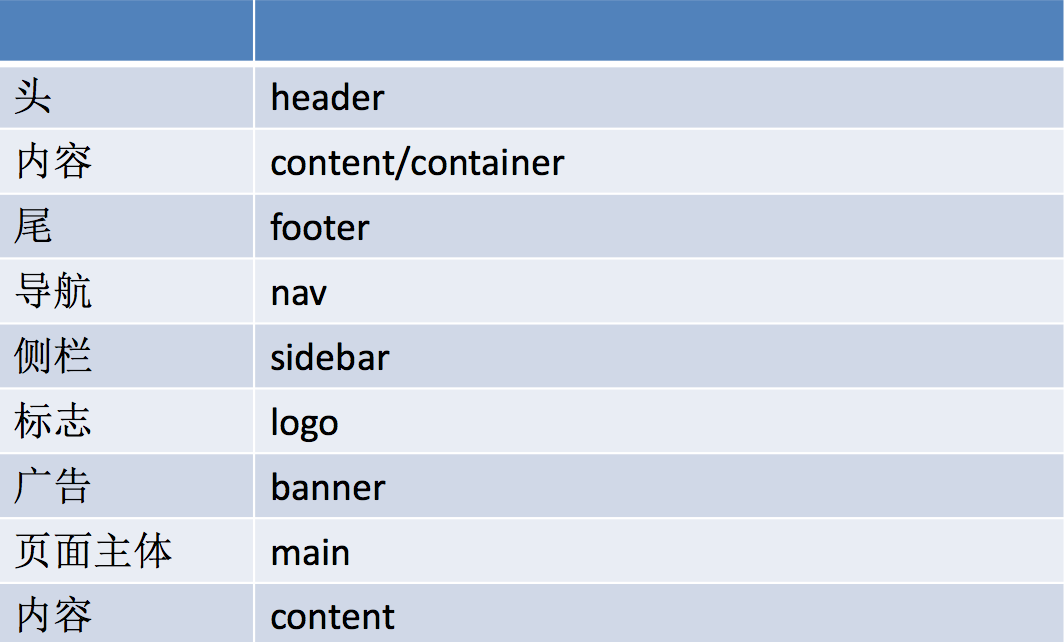 头 header
内容 content/container
尾 footer
导航 nav
侧栏 sidebar
标志 logo
广告 banner
页面主体 main
内容 content